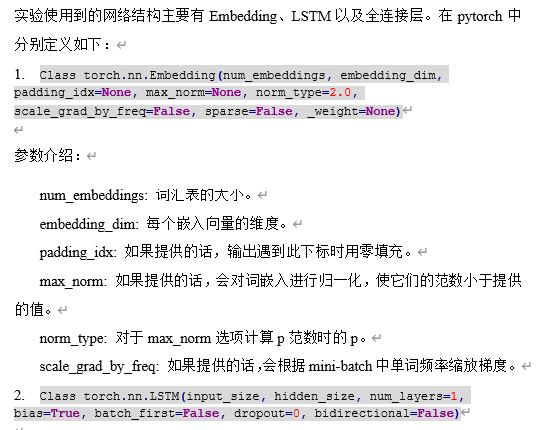 实验使用到的网络结构主要有 Embedding、LSTM 以及全连接层。在 pytorch 中
分别定义如下：
1. Class torch.nn.Embedding(num_embeddings, embedding_dim,
padding_idx=None, max_norm=None, norm_type=2.0,
scale_grad_by_freq=False, sparse=False, _weight=None)
参数介绍：
num_embeddings: 词汇表的大小。
embedding_dim: 每个嵌入向量的维度。
padding_idx: 如果提供的话，输出遇到此下标时用零填充。
max_norm: 如果提供的话，会对词嵌入进行归一化，使它们的范数小于提供
的值。
norm_type: 对于 max_norm 选项计算 p 范数时的 p。
scale_grad_by_freq: 如果提供的话，会根据 mini-batch 中单词频率缩放梯度。
2. Class torch.nn.LSTM(input_size, hidden_size, num_layers=1,
bias=True, batch_first=False, dropout=0, bidirectional=False)